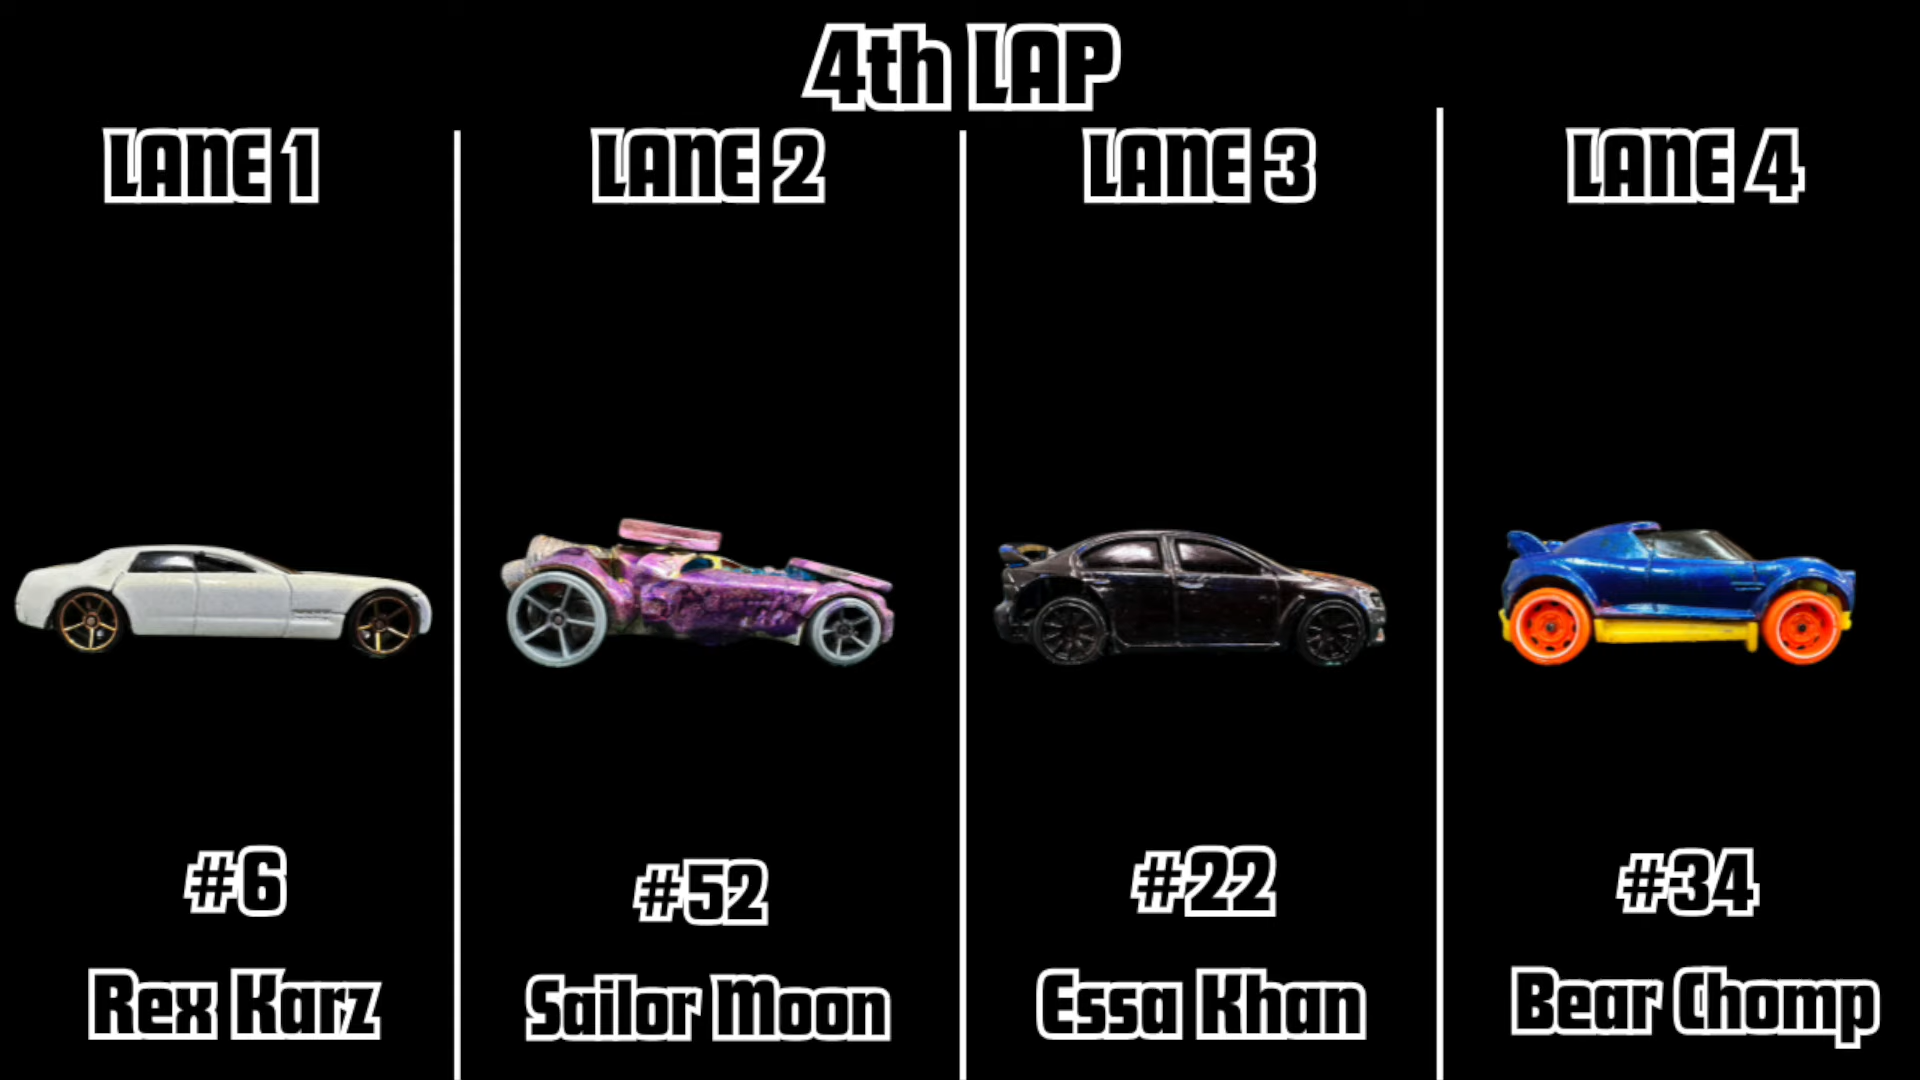 4th LAP
LANE 1
LANE 2
LANE 3
LANE 4
#6
#52
#22
#34
Rex Karz
Sailor Moon
Essa Khan
Bear Chomp